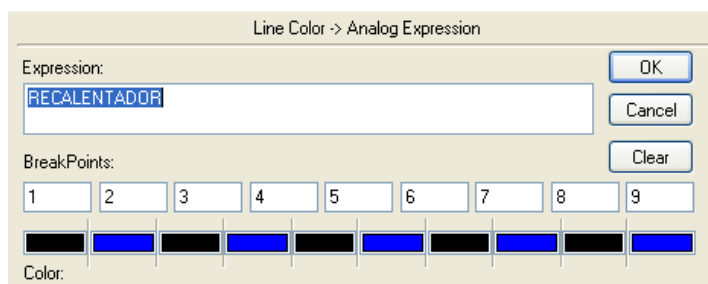 Line Color -> Analog Expression
Expression:
OK
RECALENTADOR
Cancel
BreakPoints:
Clear
1 2 3 4 5 6 7 8 9
Color: